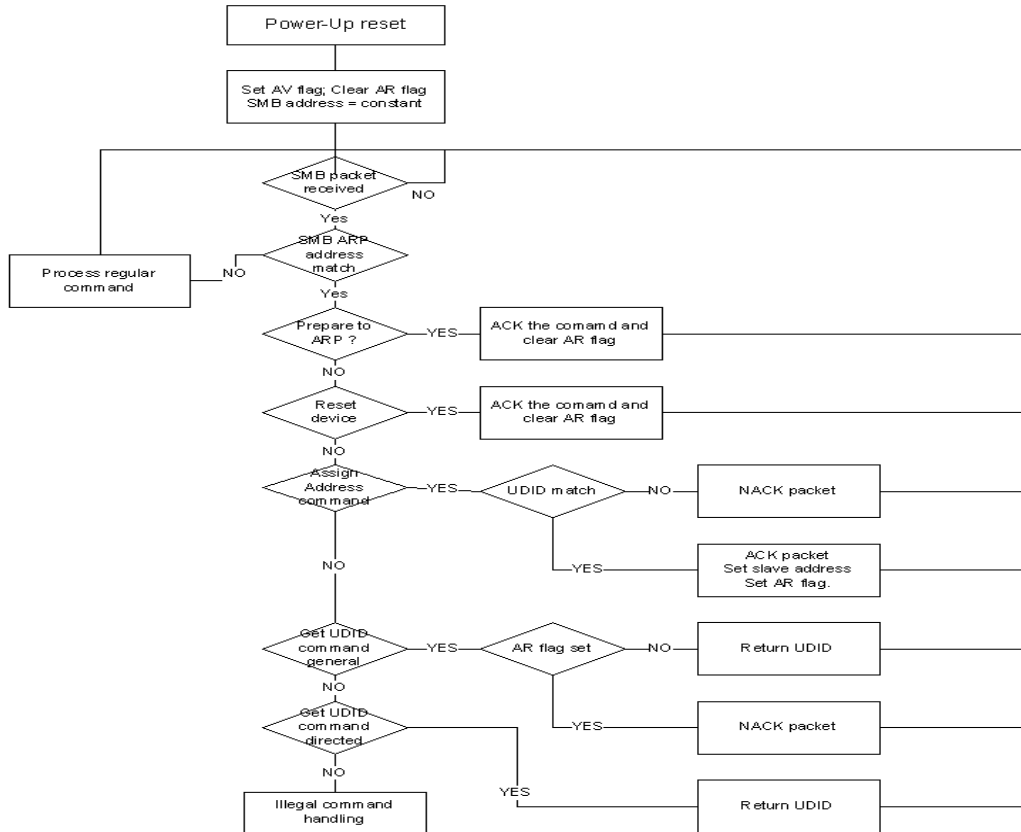 Power-Up reset
Set AV flag; Clear AR flag
SMB address = constant
SMB packet
received
NO
Yes
SMB ARP
address
match
NO
Process regular
command
Yes
Prepare to
ARP ?
YES
ACK the comamd and
clear AR flag
NO
Reset
device
YES
ACK the comamd and
clear AR flag
NO
Assign
Address
command
YES
UDID match
NO
NACK packet
YES
ACK packet
Set slave address
Set AR flag.
NO
Get UDID
command
general
YES
AR flag set
NO
Return UDID
NO
YES
NACK packet
Get UDID
command
directed
NO
YES
Illegal command
handling
Return UDID